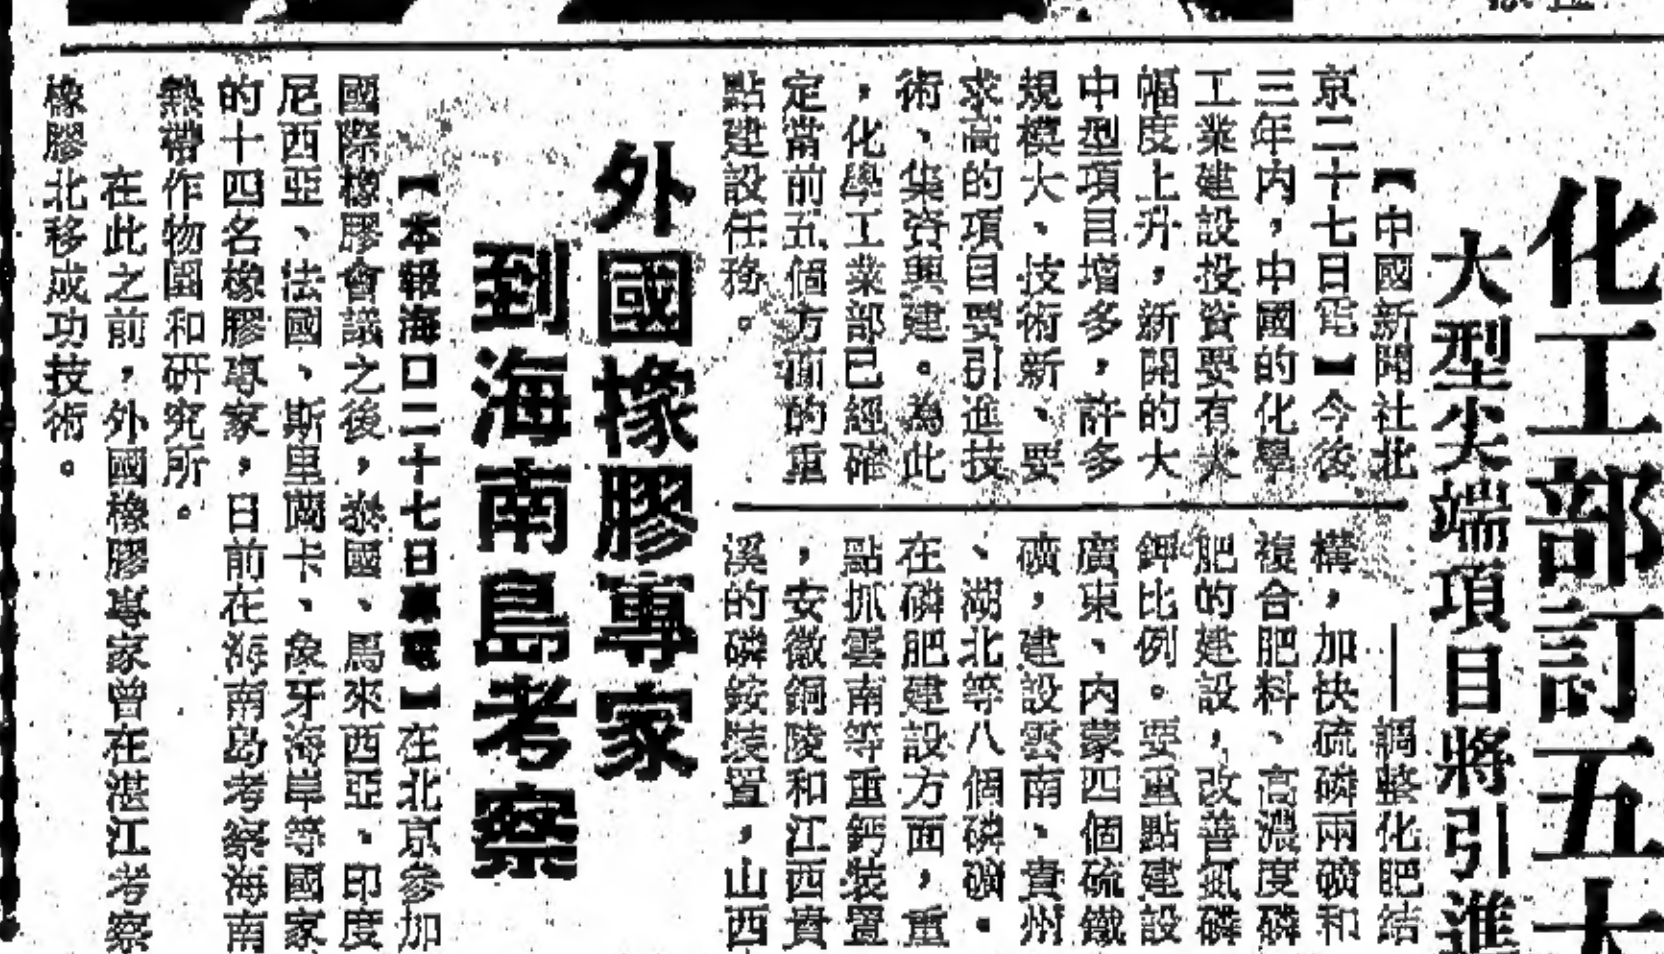 化工部訂五大
大型尖端項目將引進
【中國新聞社北
京二十七日電】今後
三年内，中國的化學
工業建設投資要有大
幅度上升，新開的大
中型項目增多，許多
規模大、技術新、要
求高的項目要引進技
術、集資興建。為此
，化學工業部已經確
定當前五個方面的重
點建設任務。
——調整化肥結
構，加快硫磷兩礦和
複合肥料、高濃度磷
肥的建設，改善氮磷
鉀比例。要重點建設
廣東、内蒙四個硫鐵
礦，建設雲南、貴州
、湖北等八個磷礦。
在磷肥建設方面，重
點抓雲南等重鈣裝置
，安徽銅陵和江西貴
溪的磷銨裝置，山西
外國橡膠專家
到海南島考察
【本報海口二十七日專電】在北京參加
國際橡膠會議之後，泰國、馬來西亞、印度
尼西亞、法國、斯里蘭卡、象牙海岸等國家
的十四名橡膠專家，日前在海南島考察海南
熱帶作物園和研究所。
在此之前，外國橡膠專家曾在湛江考察
橡膠北移成功技術。